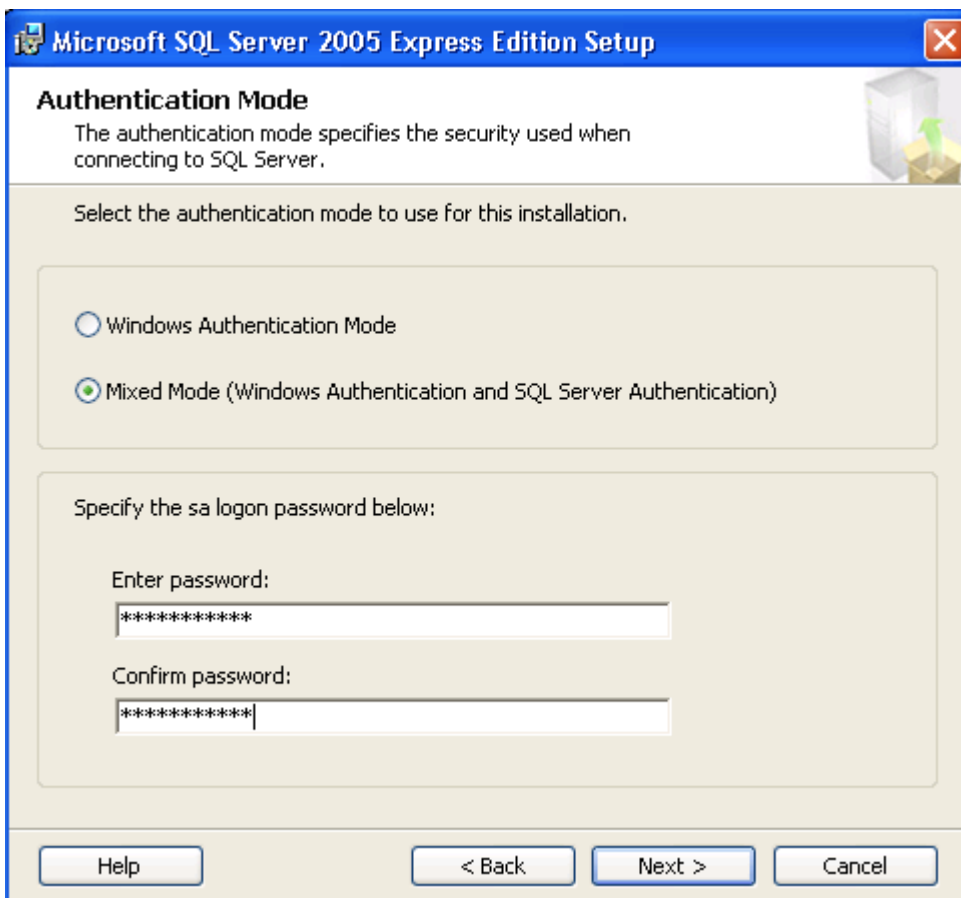 Microsoft SQL Server 2005 Express Edition Setup
Authentication Mode
The authentication mode specifies the security used when
connecting to SQL Server.
Select the authentication mode to use for this installation.
Windows Authentication Mode
Mixed Mode (Windows Authentication and SQL Server Authentication)
Specify the sa logon password below:
Enter password:
***********
Confirm password:
***********
Help < Back Next > Cancel